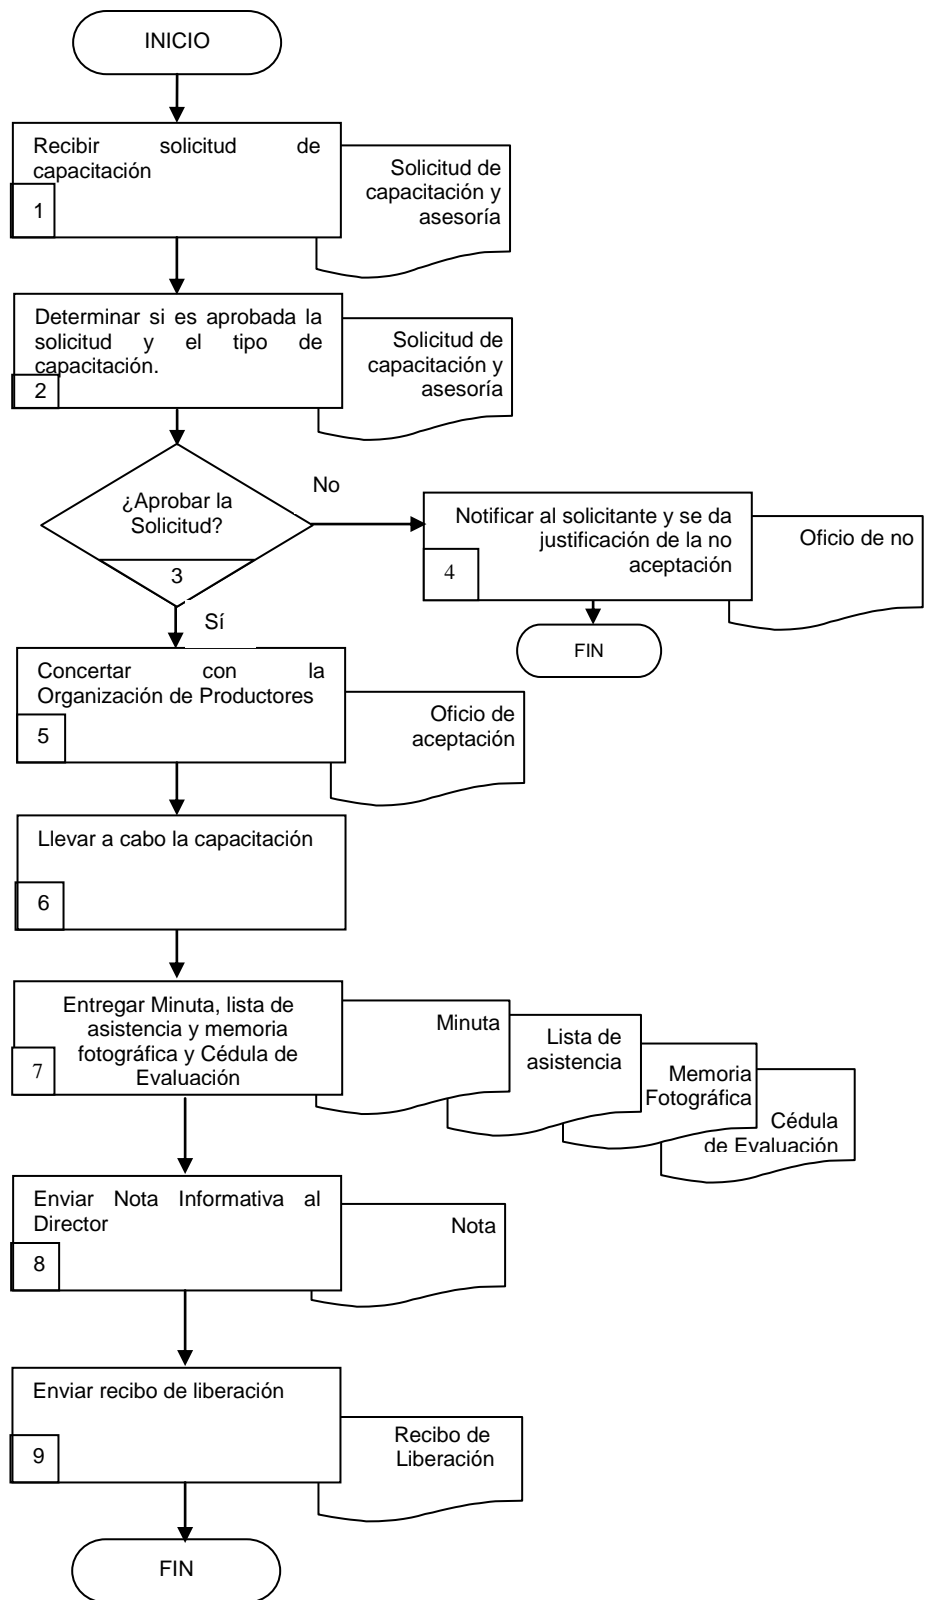 INICIO
Recibir solicitud de
capacitación
1
Solicitud de
capacitación y
asesoría
Determinar si es aprobada la
solicitud y el tipo de
capacitación.
2
Solicitud de
capacitación y
asesoría
¿Aprobar la
Solicitud?
3
No
Notificar al solicitante y se da
justificación de la no
aceptación
4
Oficio de no
FIN
Sí
Concertar con la
Organización de Productores
5
Oficio de
aceptación
Llevar a cabo la capacitación
6
Entregar Minuta, lista de
asistencia y memoria
fotográfica y Cédula de
Evaluación
7
Minuta
Lista de
asistencia
Memoria
Fotográfica
Cédula
de Evaluación
Enviar Nota Informativa al
Director
8
Nota
Enviar recibo de liberación
9
Recibo de
Liberación
FIN